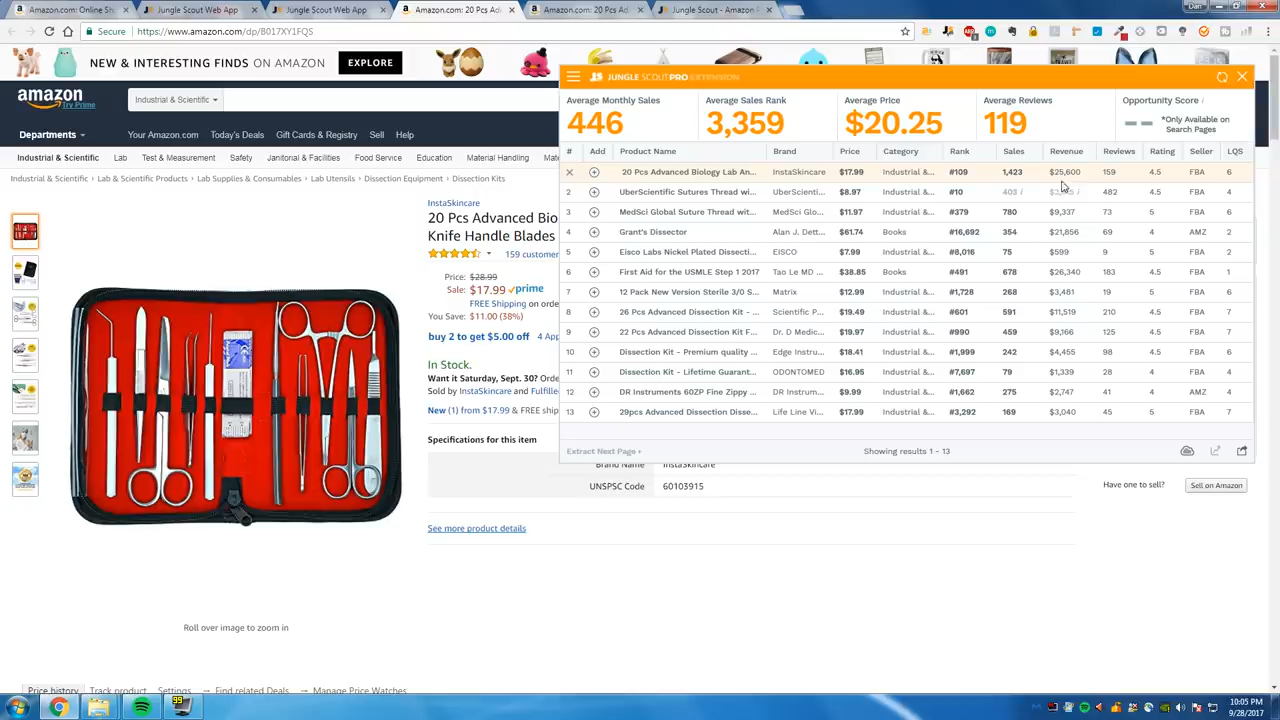 Dan
Amazon.com: Online Sh
Jungle Scout Web App
Jungle Scout Web App
Amazon.com: 20 Pcs Ad
Amazon.com: 20 Pcs Ad
Jungle Scout - Amazon P
Secure https://www.amazon.com/dp/B017XY1FQS
NEW & INTERESTING FINDS ON AMAZON EXPLORE
amazon
Try Prime
Industrial & Scientific
Departments Your Amazon.com Today's Deals Gift Cards & Registry Sell Help
Industrial & Scientific Lab Test & Measurement Safety Janitorial & Facilities Food Service Education Material Handling
Industrial & Scientific › Lab & Scientific Products › Lab Supplies & Consumables › Lab Utensils › Dissection Equipment › Dissection Kits
InstaSkincare
20 Pcs Advanced Bio
Knife Handle Blades
159 custome
Price: $28.99
Sale: $17.99 prime
FREE Shipping on orde
You Save: $11.00 (38%)
buy 2 to get $5.00 off 4 App
In Stock.
Want it Saturday, Sept. 30? Orde
Sold by InstaSkincare and Fulfille
New (1) from $17.99 & FREE ship
Specifications for this item
Brand Name InstaSkincare
UNSPSC Code 60103915
See more product details
Roll over image to zoom in
Have one to sell? Sell on Amazon
Price history Track product Settings → Find related Deals → Manage Price Watches
JUNGLE SCOUT PRO EXTENSION
Average Monthly Sales
446
Average Sales Rank
3,359
Average Price
$20.25
Average Reviews
119
Opportunity Score i
-- *Only Available on
Search Pages
# Add Product Name Brand Price Category Rank Sales Revenue Reviews Rating Seller LQS
20 Pcs Advanced Biology Lab An... InstaSkincare $17.99 Industrial &... #109 1,423 $25,600 159 4.5 FBA 6
2 UberScientific Sutures Thread wi... UberScienti... $8.97 Industrial &... #10 403 i 482 4.5 FBA 4
3 MedSci Global Suture Thread wit... MedSci Glo... $11.97 Industrial &... #379 780 $9,337 73 5 FBA 4
4 Grant's Dissector Alan J. Dett... $61.74 Books #16,692 354 $21,856 69 4 AMZ 2
5 Eisco Labs Nickel Plated Dissecti... EISCO $7.99 Industrial &... #8,016 75 $599 9 5 FBA 2
6 First Aid for the USMLE Step 1 2017 Tao Le MD ... $38.85 Books #491 678 $26,340 183 4.5 FBA 1
7 12 Pack New Version Sterile 3/0 S... Matrix $12.99 Industrial &... #1,728 268 $3,481 19 5 FBA 6
8 26 Pcs Advanced Dissection Kit - ... Scientific P... $19.49 Industrial &... #601 591 $11,519 210 4.5 FBA 7
9 22 Pcs Advanced Dissection Kit F... Dr. D Medic... $19.97 Industrial &... #990 459 $9,166 125 4.5 FBA 7
10 Dissection Kit - Premium quality ... Edge Instru... $18.41 Industrial &... #1,999 242 $4,455 98 4.5 FBA 6
11 Dissection Kit - Lifetime Guarant... ODONTOMED $16.95 Industrial &... #7,697 79 $1,339 28 4 FBA 4
12 DR Instruments 60ZP Fine Zippy ... DR Instrum... $9.99 Industrial &... #1,662 275 $2,747 41 4 AMZ 4
13 29pcs Advanced Dissection Disse... Life Line Vi... $17.99 Industrial &... #3,292 169 $3,040 45 5 FBA 7
Extract Next Page Showing results 1 - 13
10:05 PM
9/28/2017